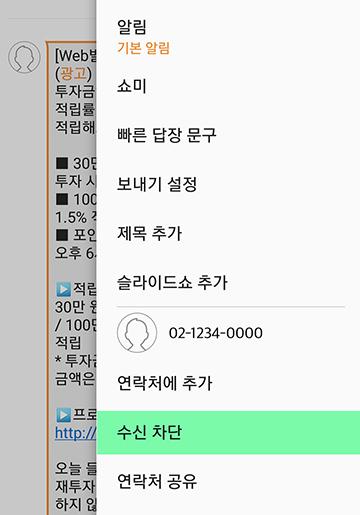 알림
기본 알림
쇼미
빠른 답장 문구
보내기 설정
제목 추가
슬라이드쇼 추가
02-1234-0000
연락처에 추가
수신 차단
연락처 공유
[Web
(광고)
투자금
적립률
적립해
■ 30만
투자 시
■ 100
1.5%
■ 포인
오후 6
▶적립
30만 원
/ 100만
적립
* 투자금
금액은
▶프로
http://
오늘 들
재투자
하지 않